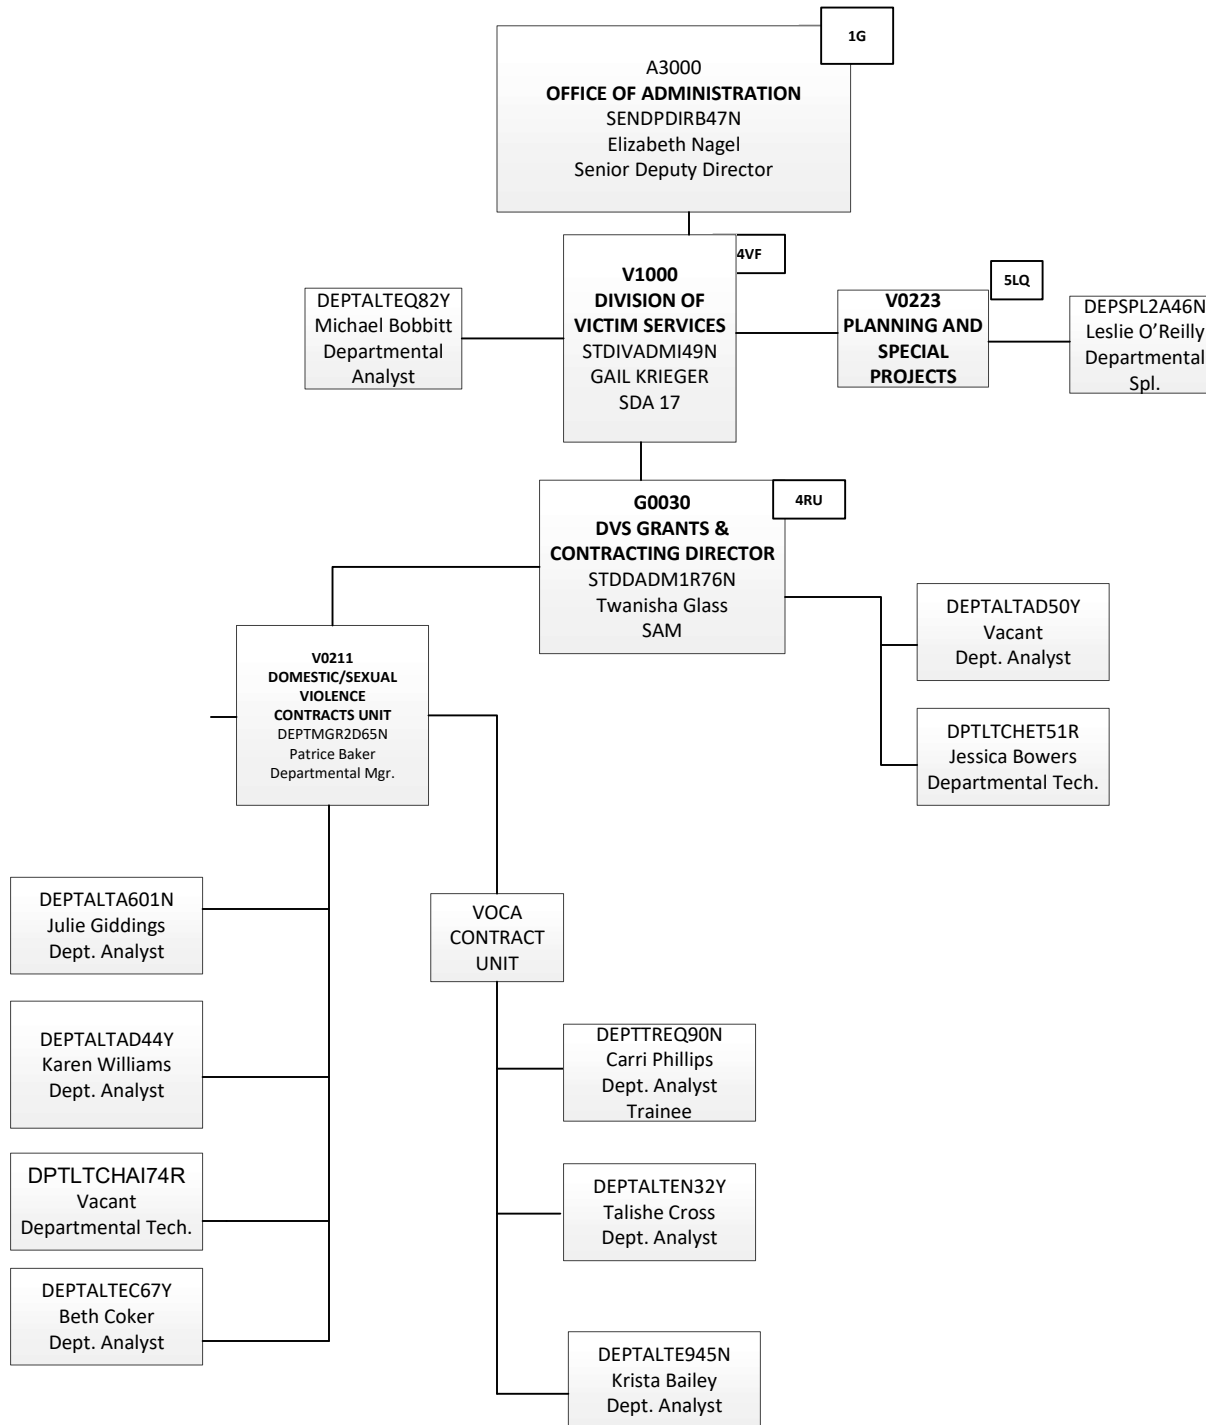 1G
A3000
OFFICE OF ADMINISTRATION
SENDPDIRB47N
Elizabeth Nagel
Senior Deputy Director
4VF
V1000
DIVISION OF
VICTIM SERVICES
STDIVADMI49N
GAIL KRIEGER
SDA 17
DEPTALTEQ82Y
Michael Bobbitt
Departmental
Analyst
5LQ
V0223
PLANNING AND
SPECIAL
PROJECTS
DEPSPL2A46N
Leslie O’Reilly
Departmental
Spl.
4RU
G0030
DVS GRANTS &
CONTRACTING DIRECTOR
STDDADM1R76N
Twanisha Glass
SAM
DEPTALTAD50Y
Vacant
Dept. Analyst
DPTLTCHET51R
Jessica Bowers
Departmental Tech.
V0211
DOMESTIC/SEXUAL
VIOLENCE
CONTRACTS UNIT
DEPTMGR2D65N
Patrice Baker
Departmental Mgr.
DEPTALTA601N
Julie Giddings
Dept. Analyst
DEPTALTAD44Y
Karen Williams
Dept. Analyst
DPTLTCHAI74R
Vacant
Departmental Tech.
DEPTALTEC67Y
Beth Coker
Dept. Analyst
VOCA
CONTRACT
UNIT
DEPTTREQ90N
Carri Phillips
Dept. Analyst
Trainee
DEPTALTEN32Y
Talishe Cross
Dept. Analyst
DEPTALTE945N
Krista Bailey
Dept. Analyst